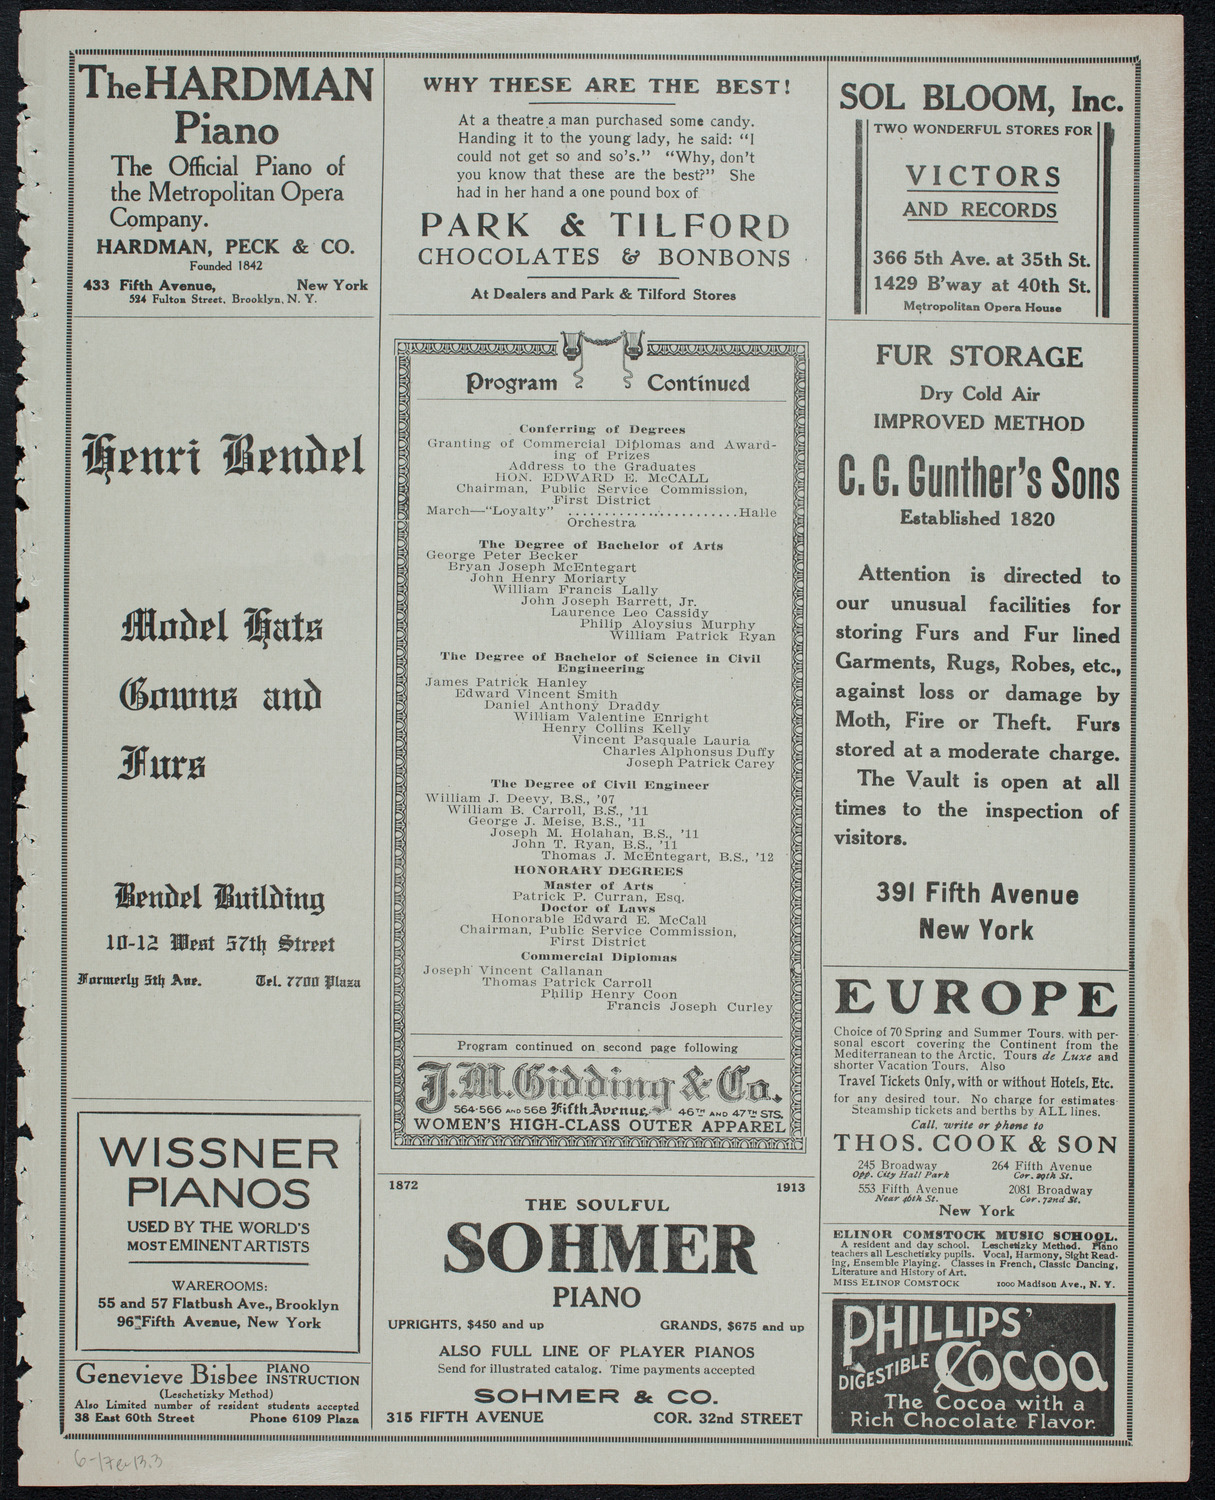 The HARDMAN
Piano
The Official Piano of
the Metropolitan Opera
Company.
HARDMAN, PECK & CO.
Founded 1842
433 Fifth Avenue, New York
524 Fulton Street, Brooklyn, N. Y.
Henri Bendel
Model Hats
Gowns and
Furs
Bendel Building
10-12 West 57th Street
Formerly 5th Ave. Tel. 7700 Plaza
WISSNER
PIANOS
USED BY THE WORLD'S
MOST EMINENT ARTISTS
WAREROOMS:
55 and 57 Flatbush Ave., Brooklyn
96 Fifth Avenue, New York
Genevieve Bisbee PIANO INSTRUCTION
(Leschetizky Method)
Also Limited number of resident students accepted
38 East 60th Street Phone 6109 Plaza
WHY THESE ARE THE BEST!
At a theatre a man purchased some candy.
Handing it to the young lady, he said: "I
could not get so and so's." "Why, don't
you know that these are the best?" She
had in her hand a one pound box of
PARK & TILFORD
CHOCOLATES & BONBONS
At Dealers and Park & Tilford Stores
Program Continued
Conferring of Degrees
Granting of Commercial Diplomas and Award-
ing of Prizes
Address to the Graduates
HON. EDWARD E. McCALL
Chairman, Public Service Commission,
First District
March—"Loyalty" ........................Halle
Orchestra
The Degree of Bachelor of Arts
George Peter Becker
Bryan Joseph McEntegart
John Henry Moriarty
William Francis Lally
John Joseph Barrett, Jr.
Laurence Leo Cassidy
Philip Aloysius Murphy
William Patrick Ryan
The Degree of Bachelor of Science in Civil
Engineering
James Patrick Hanley
Edward Vincent Smith
Daniel Anthony Draddy
William Valentine Enright
Henry Collins Kelly
Vincent Pasquale Lauria
Charles Alphonsus Duffy
Joseph Patrick Carey
The Degree of Civil Engineer
William J. Deevy, B.S., '07
William B. Carroll, B.S., '11
George J. Meise, B.S., '11
Joseph M. Holahan, B.S., '11
John T. Ryan, B.S., '11
Thomas J. McEntegart, B.S., '12
HONORARY DEGREES
Master of Arts
Patrick P. Curran, Esq.
Doctor of Laws
Honorable Edward E. McCall
Chairman, Public Service Commission,
First District
Commercial Diplomas
Joseph Vincent Callanan
Thomas Patrick Carroll
Philip Henry Coon
Francis Joseph Curley
Program continued on second page following
J. M. Gidding & Co.
564-566 AND 568 Fifth Avenue, 46TH AND 47TH STS.
WOMEN'S HIGH-CLASS OUTER APPAREL
1872 1913
THE SOULFUL
SOHMER
PIANO
UPRIGHTS, $450 and up GRANDS, $675 and up
ALSO FULL LINE OF PLAYER PIANOS
Send for illustrated catalog. Time payments accepted
SOHMER & CO.
315 FIFTH AVENUE COR. 32nd STREET
SOL BLOOM, Inc.
TWO WONDERFUL STORES FOR
VICTORS
AND RECORDS
366 5th Ave. at 35th St.
1429 B'way at 40th St.
Metropolitan Opera House
FUR STORAGE
Dry Cold Air
IMPROVED METHOD
C. G. Gunther's Sons
Established 1820
Attention is directed to
our unusual facilities for
storing Furs and Fur lined
Garments, Rugs, Robes, etc.,
against loss or damage by
Moth, Fire or Theft. Furs
stored at a moderate charge.
The Vault is open at all
times to the inspection of
visitors.
391 Fifth Avenue
New York
EUROPE
Choice of 70 Spring and Summer Tours, with per-
sonal escort covering the Continent from the
Mediterranean to the Arctic, Tours de Luxe and
shorter Vacation Tours. Also
Travel Tickets Only, with or without Hotels, Etc.
for any desired tour. No charge for estimates
Steamship tickets and berths by ALL lines.
Call, write or phone to
THOS. COOK & SON
245 Broadway 264 Fifth Avenue
Opp. City Hall Park Cor. 29th St.
553 Fifth Avenue 2081 Broadway
Near 46th St. Cor. 72nd St.
New York
ELINOR COMSTOCK MUSIC SCHOOL.
A resident and day school. Leschetizky Method. Piano
teachers all Leschetizky pupils. Vocal, Harmony, Sight Read-
ing, Ensemble Playing. Classes in French, Classic Dancing,
Literature and History of Art.
MISS ELINOR COMSTOCK 1000 Madison Ave., N. Y.
PHILLIPS'
DIGESTIBLE COCOA
The Cocoa with a
Rich Chocolate Flavor.